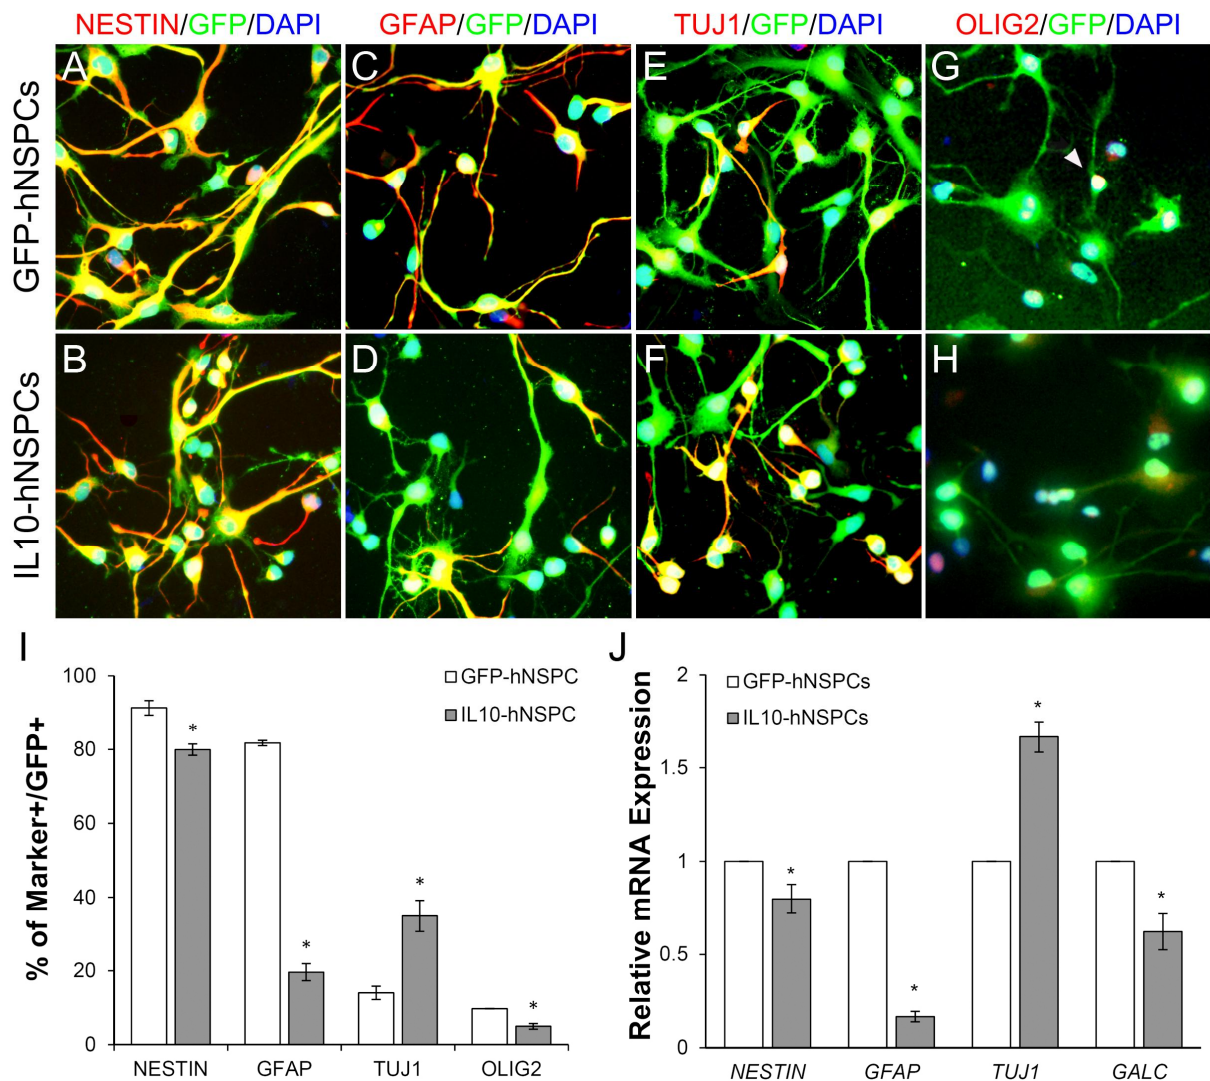 NESTIN/GFP/DAPI
GFAP/GFP/DAPI
TUJ1/GFP/DAPI
OLIG2/GFP/DAPI
GFP-hNSPCs
A
C
E
G
IL10-hNSPCs
B
D
F
H
I
% of Marker+/GFP+
100
80
60
40
20
0
GFP-hNSPC
IL10-hNSPC
*
*
*
*
NESTIN
GFAP
TUJ1
OLIG2
J
Relative mRNA Expression
2
1.5
1
0.5
0
GFP-hNSPCs
IL10-hNSPCs
*
*
*
*
NESTIN
GFAP
TUJ1
GALC